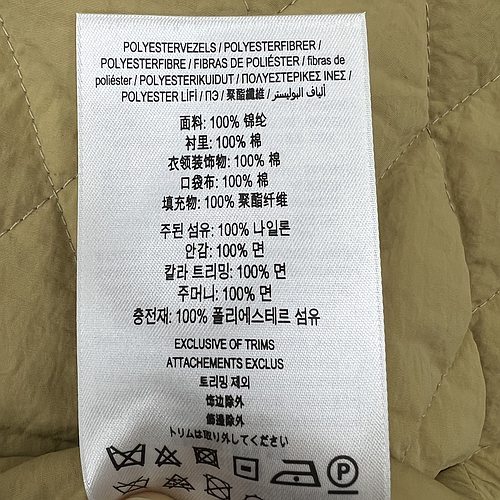 POLYESTERVEZELS / POLYESTERFIBRER /
POLYESTERFIBRE / FIBRAS DE POLIÉSTER / fibras de
poliéster / POLYESTERIKUIDUT / ΠΟΛΥΕΣΤΕΡΙΚΕΣ ΙΝΕΣ /
POLYESTER LİFİ / ПЭ / 聚酯纖維 / ألياف البوليستر /
面料: 100% 锦纶
衬里: 100% 棉
衣领装饰物: 100% 棉
口袋布: 100% 棉
填充物: 100% 聚酯纤维
주된 섬유: 100% 나일론
안감: 100% 면
칼라 트리밍: 100% 면
주머니: 100% 면
충전재: 100% 폴리에스테르 섬유
EXCLUSIVE OF TRIMS
ATTACHEMENTS EXCLUS
트리밍 제외
饰边除外
飾邊除外
トリムは取り外してください
P